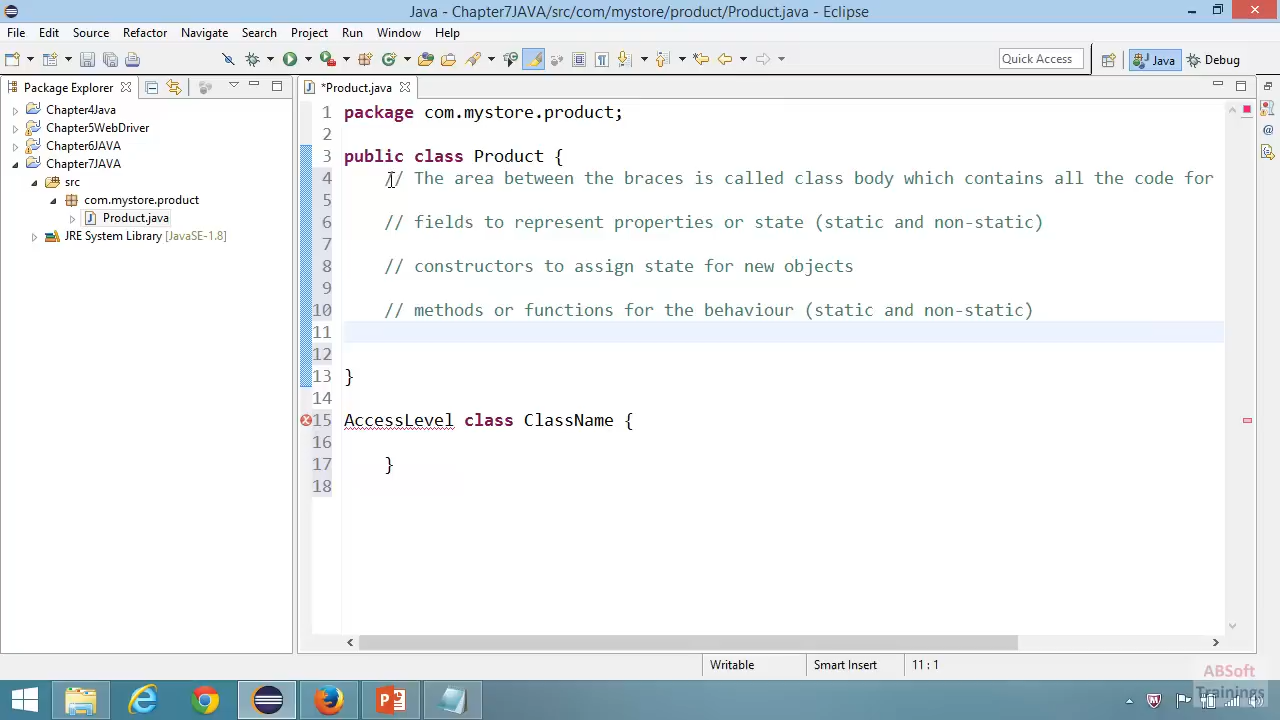 Java - Chapter7JAVA/src/com/mystore/product/Product.java - Eclipse
File Edit Source Refactor Navigate Search Project Run Window Help
Quick Access
Java
Debug
Package Explorer
*Product.java
Chapter4Java
Chapter5WebDriver
Chapter6JAVA
Chapter7JAVA
src
com.mystore.product
Product.java
JRE System Library [JavaSE-1.8]
1 package com.mystore.product;
2
3 public class Product {
4 // The area between the braces is called class body which contains all the code for
5
6 // fields to represent properties or state (static and non-static)
7
8 // constructors to assign state for new objects
9
10 // methods or functions for the behaviour (static and non-static)
11
12
13 }
14
15 AccessLevel class ClassName {
16
17 }
18
Writable Smart Insert 11 : 1
ABSoft
Trainings